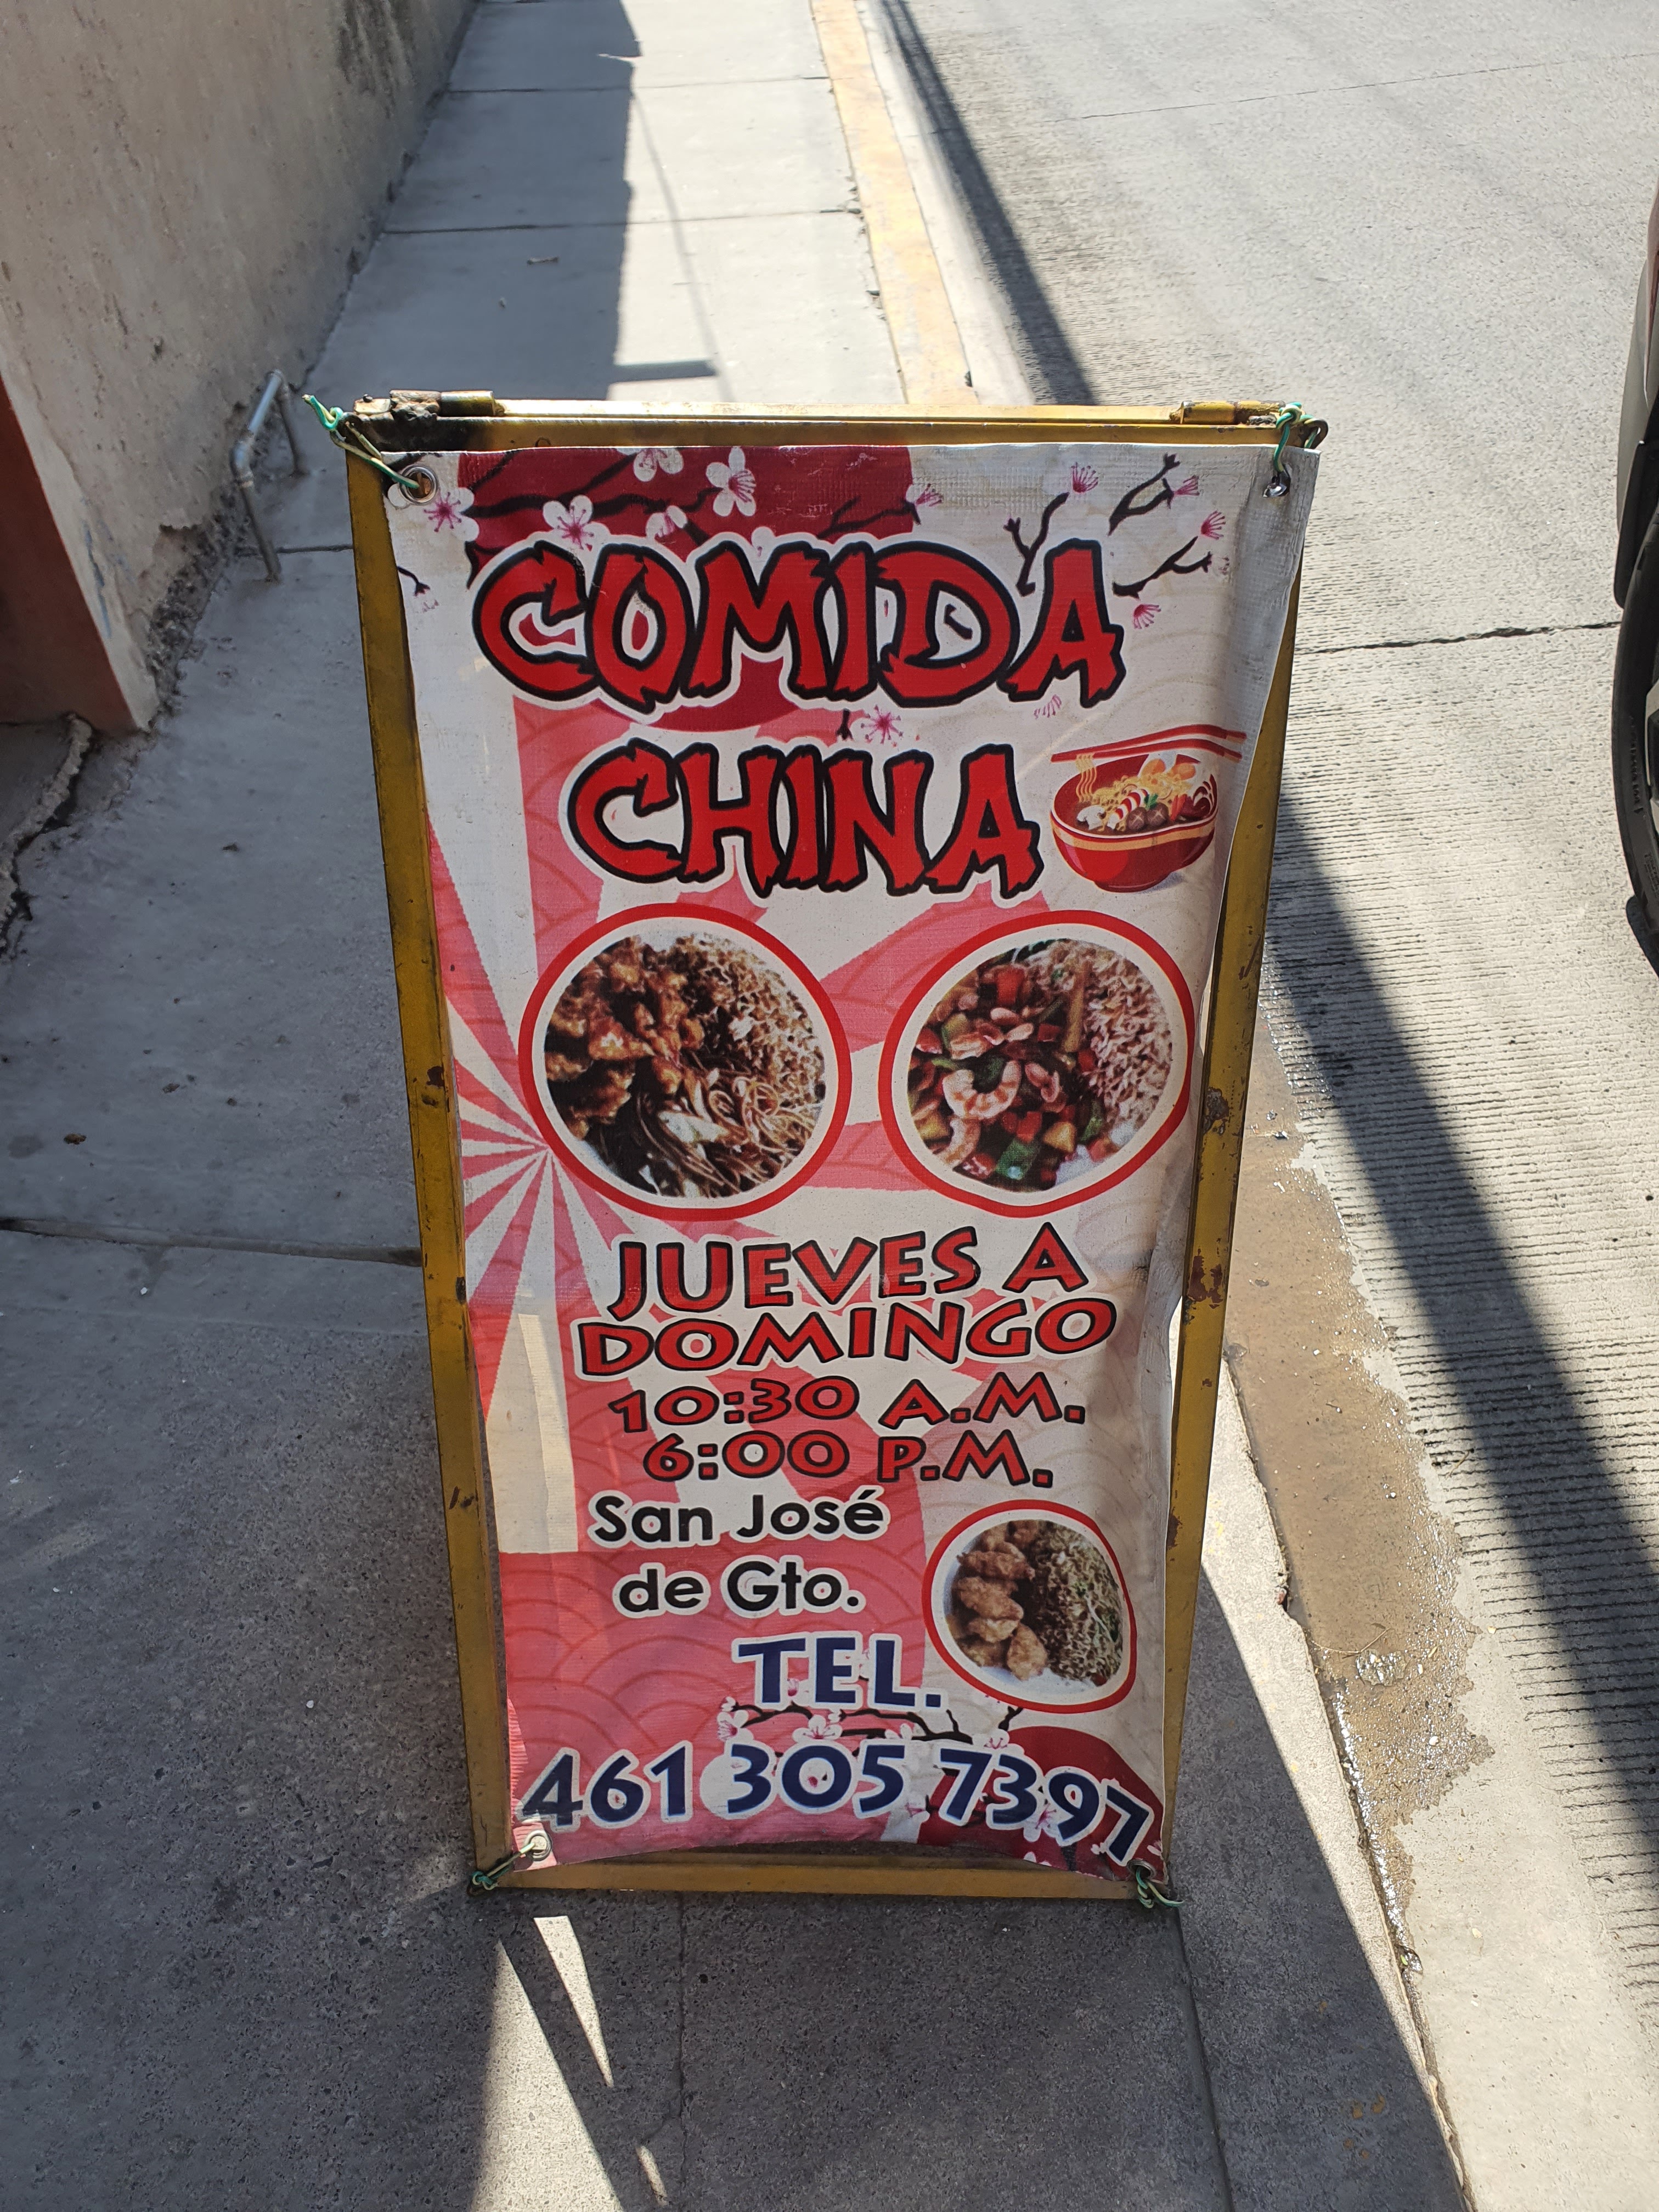 COMIDA
CHINA
JUEVES A
DOMINGO
10:30 A.M.
6:00 P.M.
San José
de Gto.
TEL.
461 305 7397